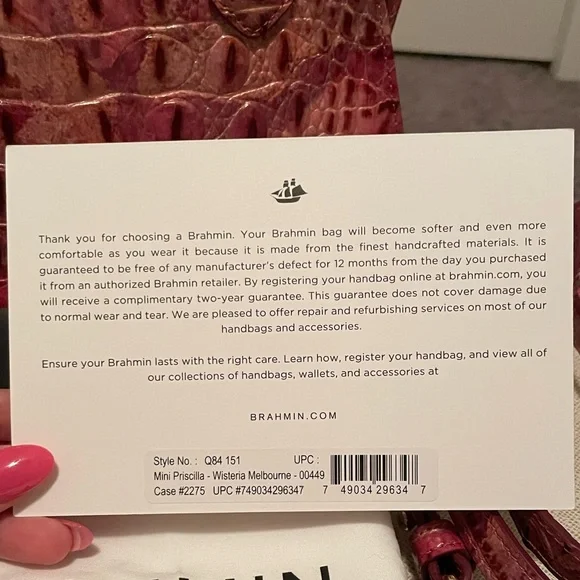 Thank you for choosing a Brahmin. Your Brahmin bag will become softer and even more
comfortable as you wear it because it is made from the finest handcrafted materials. It is
guaranteed to be free of any manufacturer's defect for 12 months from the day you purchased
it from an authorized Brahmin retailer. By registering your handbag online at brahmin.com, you
will receive a complimentary two-year guarantee. This guarantee does not cover damage due
to normal wear and tear. We are pleased to offer repair and refurbishing services on most of our
handbags and accessories.
Ensure your Brahmin lasts with the right care. Learn how, register your handbag, and view all of
our collections of handbags, wallets, and accessories at
BRAHMIN.COM
Style No. : Q84 151 UPC :
Mini Priscilla - Wisteria Melbourne - 00449
Case #2275 UPC #749034296347 7 49034 29634 7